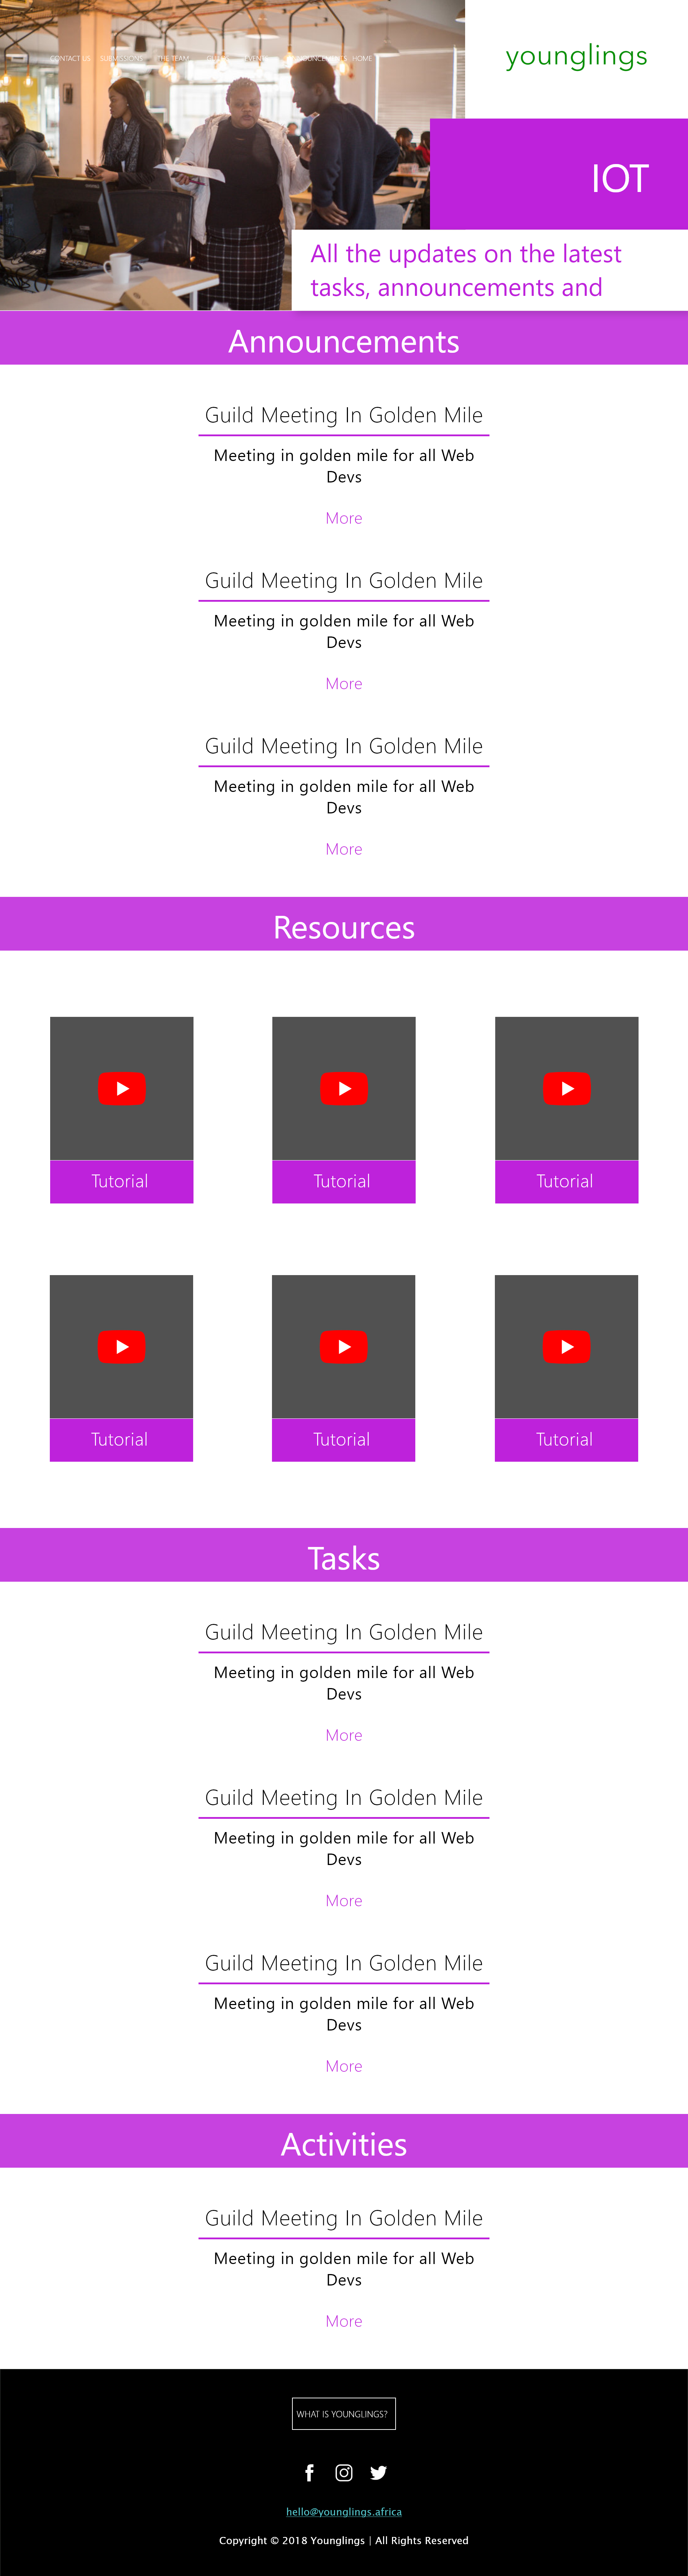 younglings
CONTACT US SUBMISSIONS THE TEAM HOME
IOT
All the updates on the latest
tasks, announcements and
Announcements
Guild Meeting In Golden Mile
Meeting in golden mile for all Web
Devs
More
Guild Meeting In Golden Mile
Meeting in golden mile for all Web
Devs
More
Guild Meeting In Golden Mile
Meeting in golden mile for all Web
Devs
More
Resources
Tutorial Tutorial Tutorial
Tutorial Tutorial Tutorial
Tasks
Guild Meeting In Golden Mile
Meeting in golden mile for all Web
Devs
More
Guild Meeting In Golden Mile
Meeting in golden mile for all Web
Devs
More
Guild Meeting In Golden Mile
Meeting in golden mile for all Web
Devs
More
Activities
Guild Meeting In Golden Mile
Meeting in golden mile for all Web
Devs
More
WHAT IS YOUNGLINGS?
hello@younglings.africa
Copyright © 2018 Younglings | All Rights Reserved